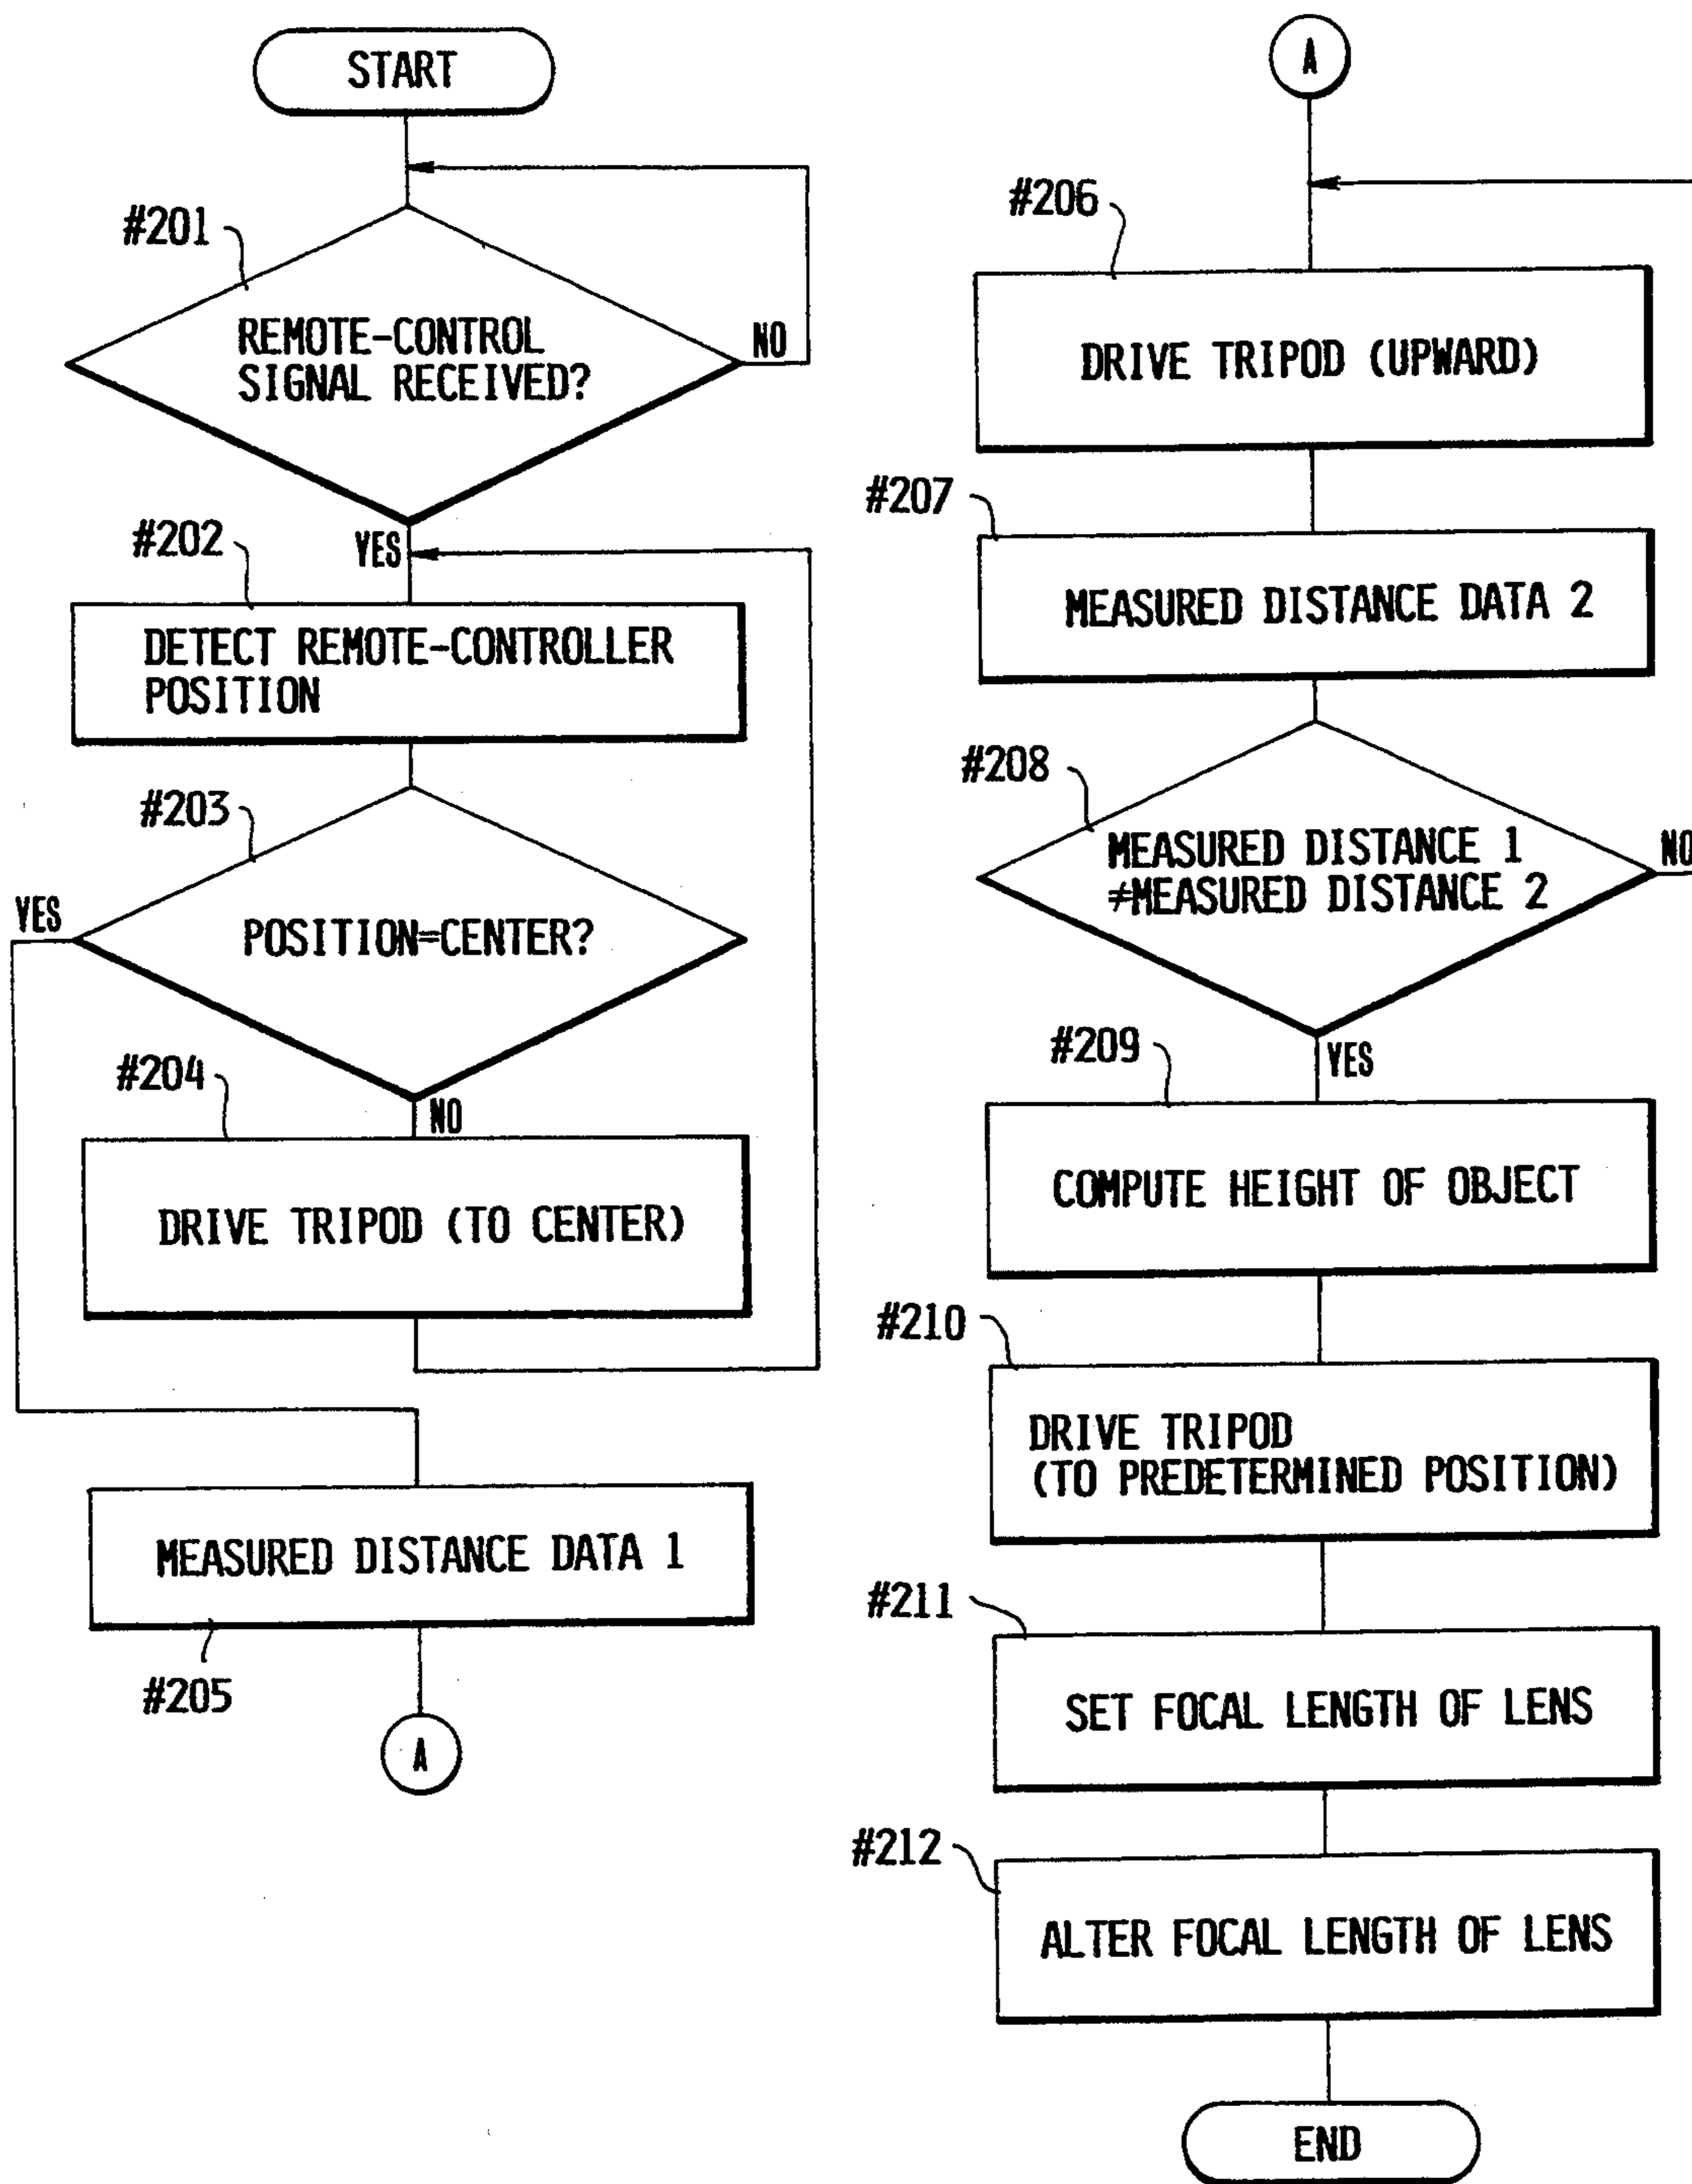 START
#201
REMOTE-CONTROL
SIGNAL RECEIVED?
NO
YES
#202
DETECT REMOTE-CONTROLLER
POSITION
#203
YES
POSITION=CENTER?
NO
#204
DRIVE TRIPOD (TO CENTER)
MEASURED DISTANCE DATA 1
#205
A
A
#206
DRIVE TRIPOD (UPWARD)
#207
MEASURED DISTANCE DATA 2
#208
MEASURED DISTANCE 1
≠MEASURED DISTANCE 2
NO
YES
#209
COMPUTE HEIGHT OF OBJECT
#210
DRIVE TRIPOD
(TO PREDETERMINED POSITION)
#211
SET FOCAL LENGTH OF LENS
#212
ALTER FOCAL LENGTH OF LENS
END